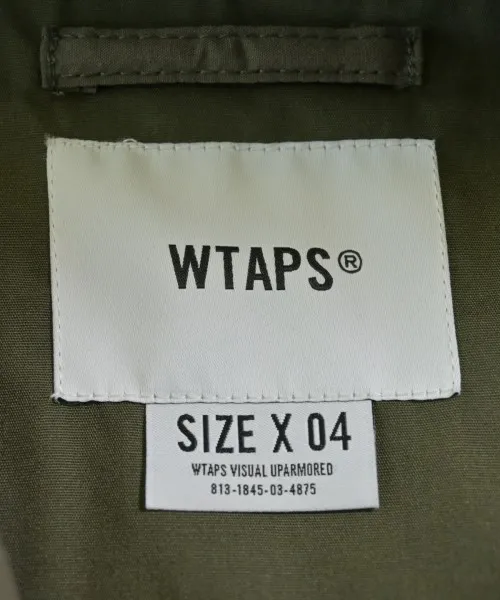 WTAPS®
SIZE X 04
WTAPS VISUAL UPARMORED
813-1845-03-4875